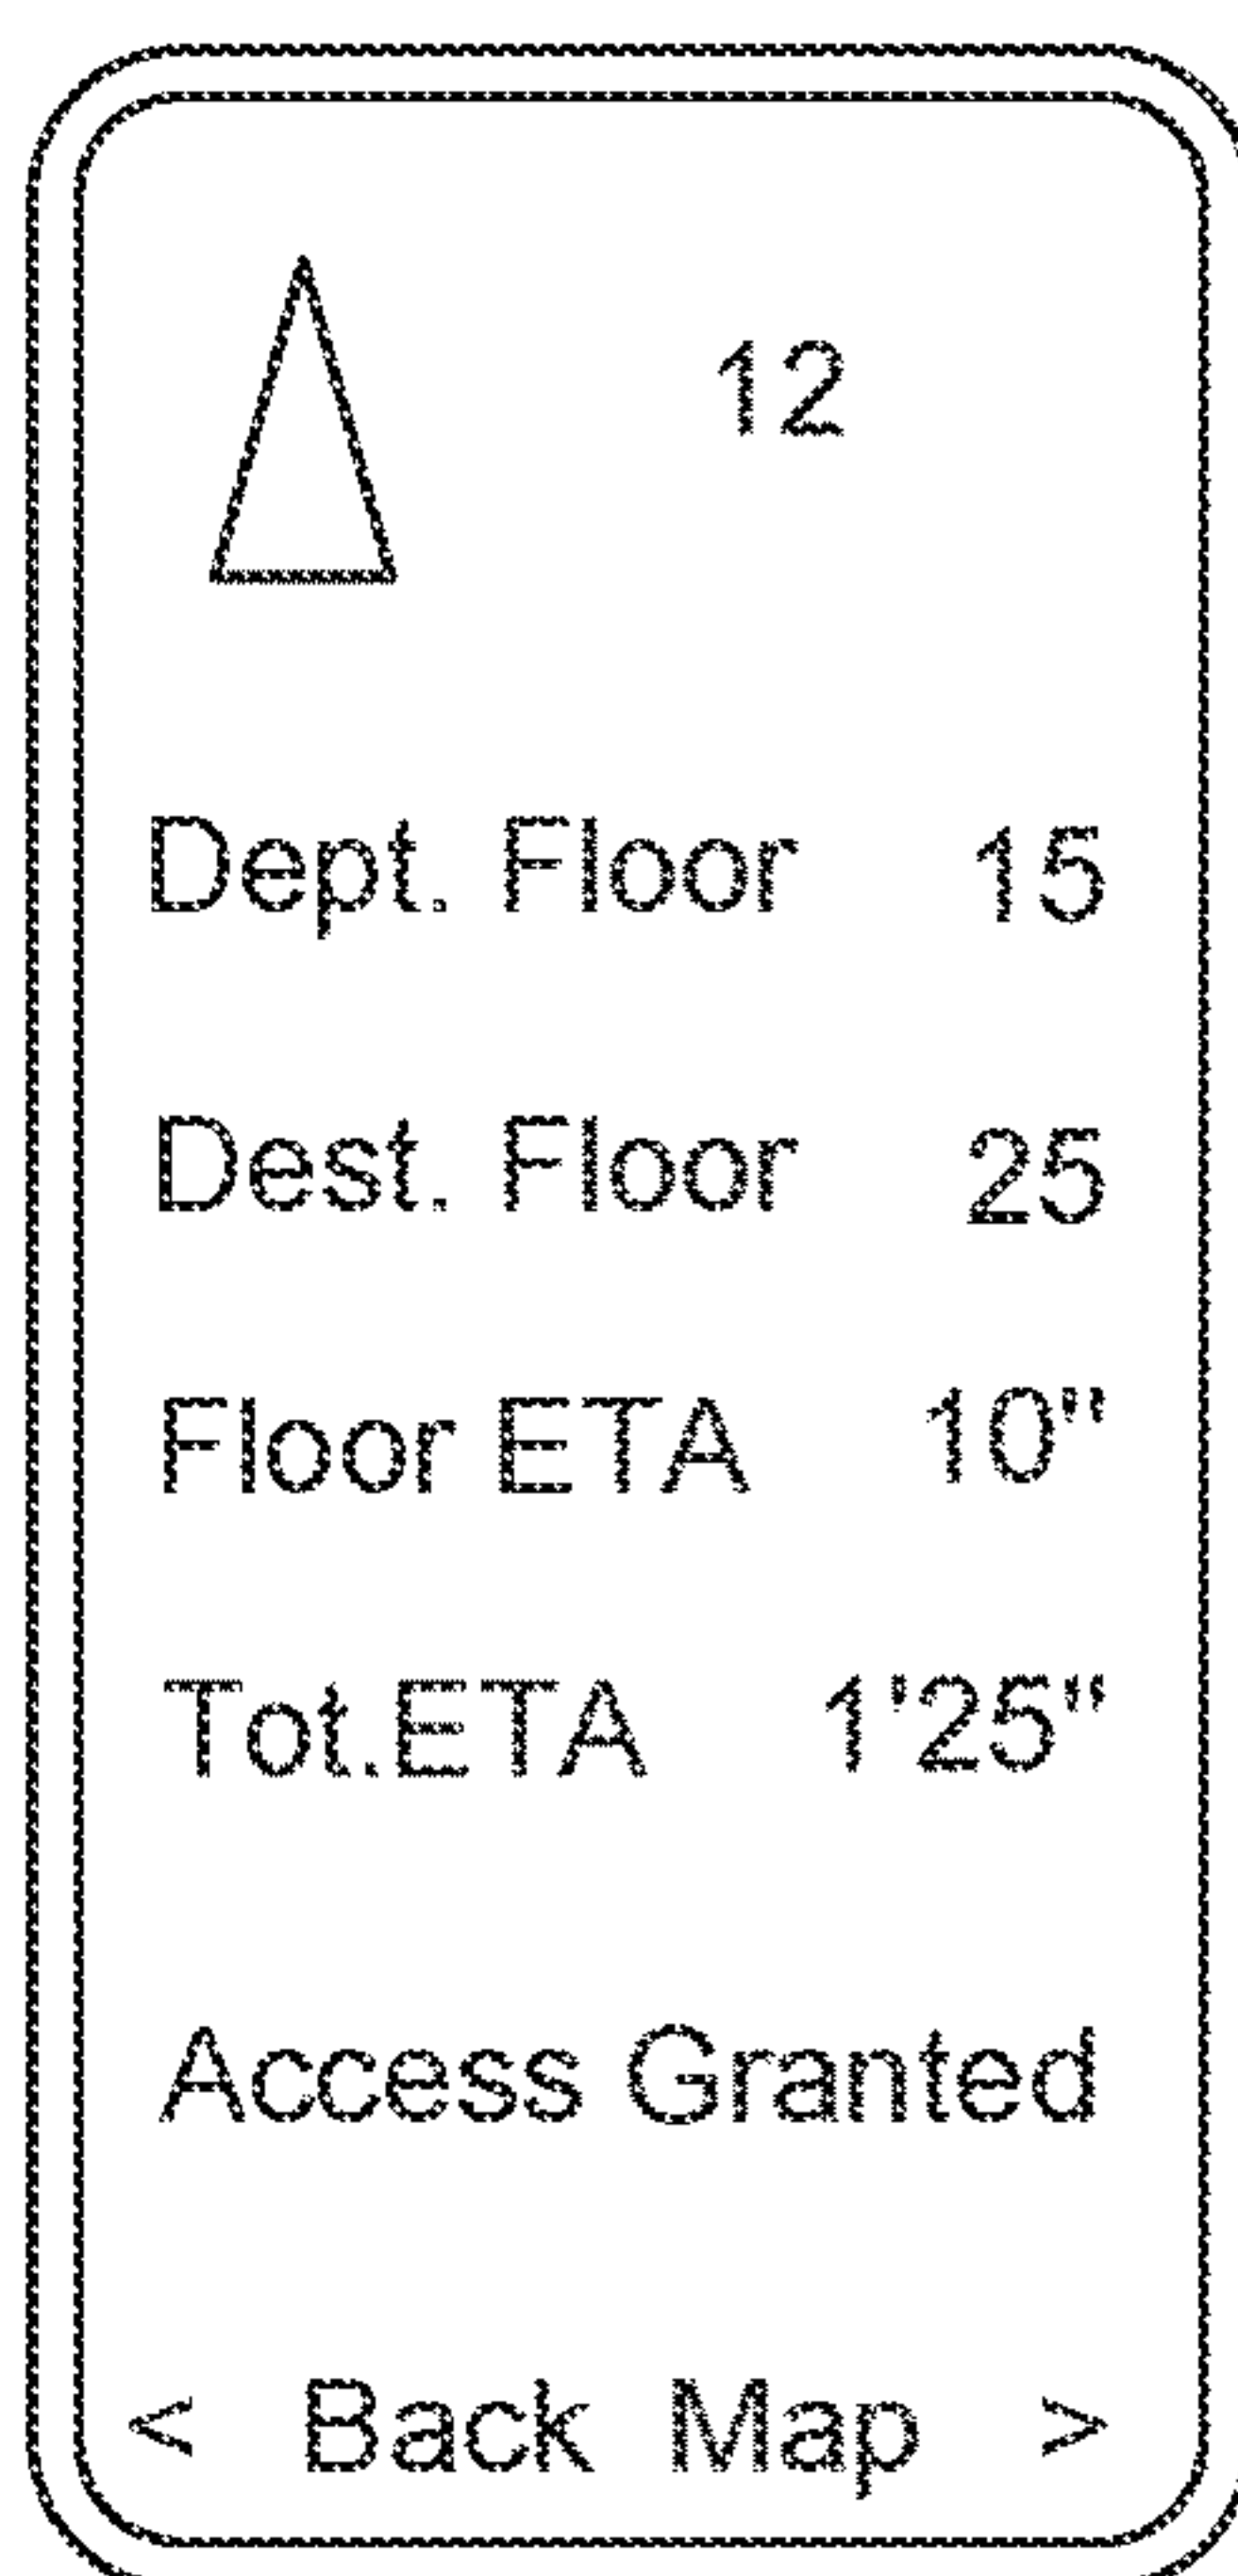 12
Dept. Floor 15
Dest. Floor 25
Floor ETA 10"
Tot.ETA 1'25"
Access Granted
< Back Map >